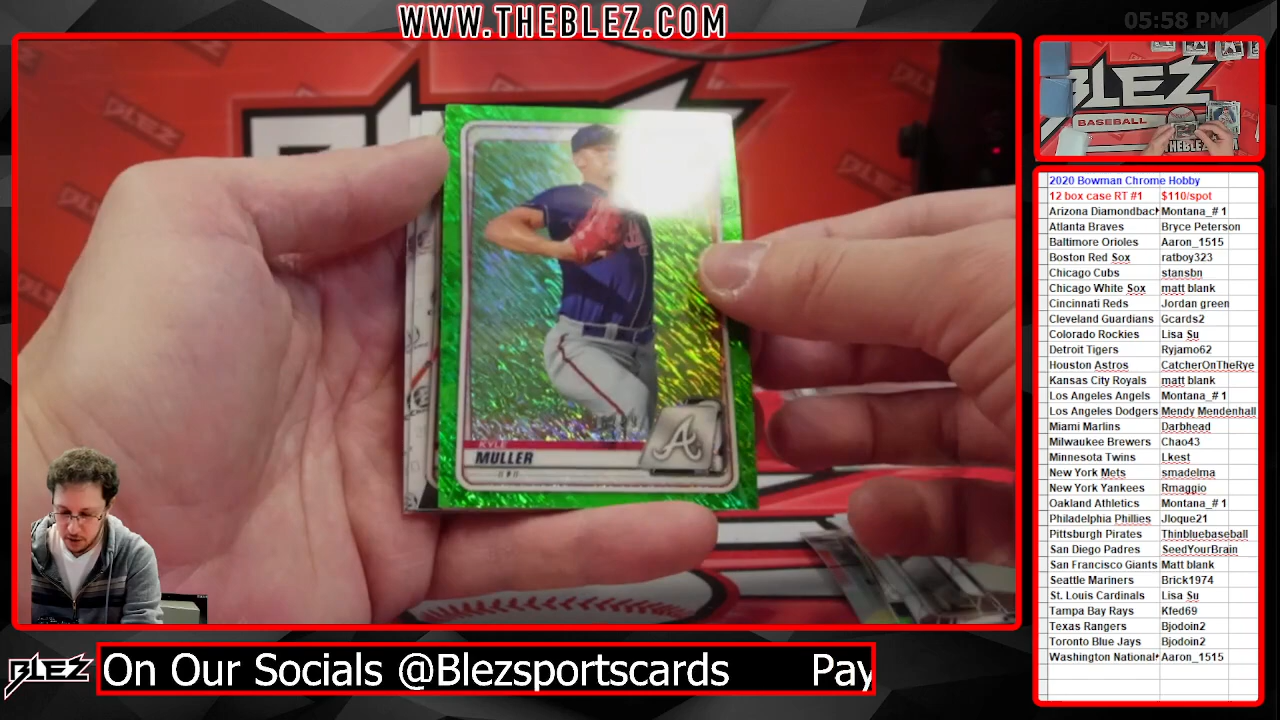 WWW.THEBLEZ.COM
05:58 PM
BLEZ
BASEBALL
THEBLEZ
KYLE
MULLER
A
2020 Bowman Chrome Hobby
12 box case RT #1 $110/spot
Arizona Diamondback Montana_# 1
Atlanta Braves Bryce Peterson
Baltimore Orioles Aaron_1515
Boston Red Sox ratboy323
Chicago Cubs stansbn
Chicago White Sox matt blank
Cincinnati Reds Jordan green
Cleveland Guardians Gcards2
Colorado Rockies Lisa Su
Detroit Tigers Ryjamo62
Houston Astros CatcherOnTheRye
Kansas City Royals matt blank
Los Angeles Angels Montana_# 1
Los Angeles Dodgers Mendy Mendenhall
Miami Marlins Darbhead
Milwaukee Brewers Chao43
Minnesota Twins Lkest
New York Mets smadelma
New York Yankees Rmaggio
Oakland Athletics Montana_# 1
Philadelphia Phillies Jloque21
Pittsburgh Pirates Thinbluebaseball
San Diego Padres SeedYourBrain
San Francisco Giants Matt blank
Seattle Mariners Brick1974
St. Louis Cardinals Lisa Su
Tampa Bay Rays Kfed69
Texas Rangers Bjodoin2
Toronto Blue Jays Bjodoin2
Washington National Aaron_1515
BLEZ On Our Socials @Blezsportscards Pay